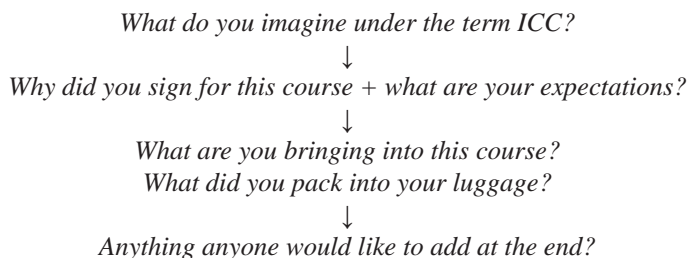 What do you imagine under the term ICC?
↓
Why did you sign for this course + what are your expectations?
↓
What are you bringing into this course?
What did you pack into your luggage?
↓
Anything anyone would like to add at the end?